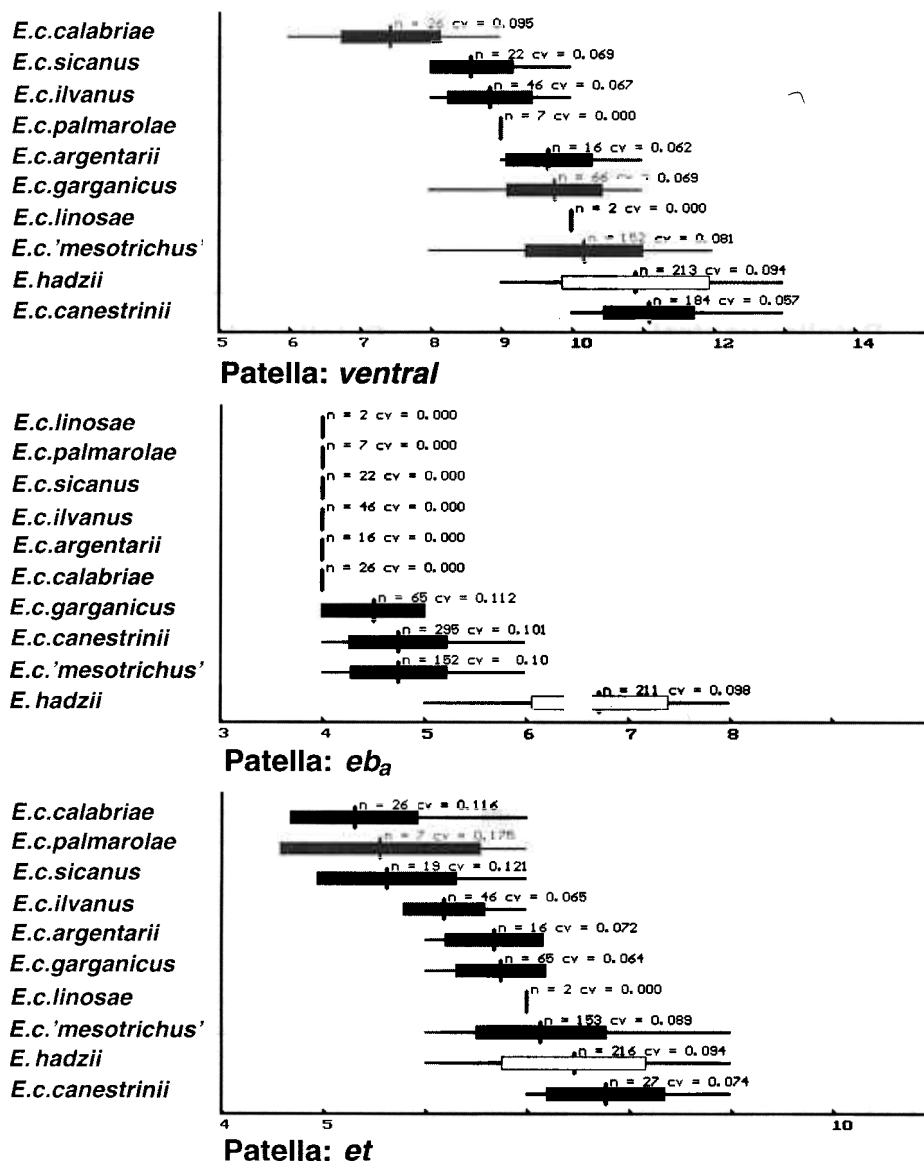 E.c.calabriae n = 26 cv = 0.095
E.c.sicanus n = 22 cv = 0.069
E.c.ilvanus n = 46 cv = 0.067
E.c.palmarolae n = 7 cv = 0.000
E.c.argentarii n = 16 cv = 0.062
E.c.garganicus n = 66 cv = 0.069
E.c.linosae n = 2 cv = 0.000
E.c.'mesotrichus' n = 152 cv = 0.081
E.hadzii n = 213 cv = 0.094
E.c.canestrinii n = 184 cv = 0.057
5 6 7 8 9 10 12 14
Patella: ventral
E.c.linosae n = 2 cv = 0.000
E.c.palmarolae n = 7 cv = 0.000
E.c.sicanus n = 22 cv = 0.000
E.c.ilvanus n = 46 cv = 0.000
E.c.argentarii n = 16 cv = 0.000
E.c.calabriae n = 26 cv = 0.000
E.c.garganicus n = 65 cv = 0.112
E.c.canestrinii n = 295 cv = 0.101
E.c.'mesotrichus' n = 152 cv = 0.10
E. hadzii n = 211 cv = 0.098
3 4 5 6 7 8
Patella: eba
E.c.calabriae n = 26 cv = 0.116
E.c.palmarolae n = 7 cv = 0.175
E.c.sicanus n = 19 cv = 0.121
E.c.ilvanus n = 46 cv = 0.065
E.c.argentarii n = 16 cv = 0.072
E.c.garganicus n = 65 cv = 0.064
E.c.linosae n = 2 cv = 0.000
E.c.'mesotrichus' n = 153 cv = 0.089
E. hadzii n = 216 cv = 0.094
E.c.canestrinii n = 27 cv = 0.074
4 5 10
Patella: et